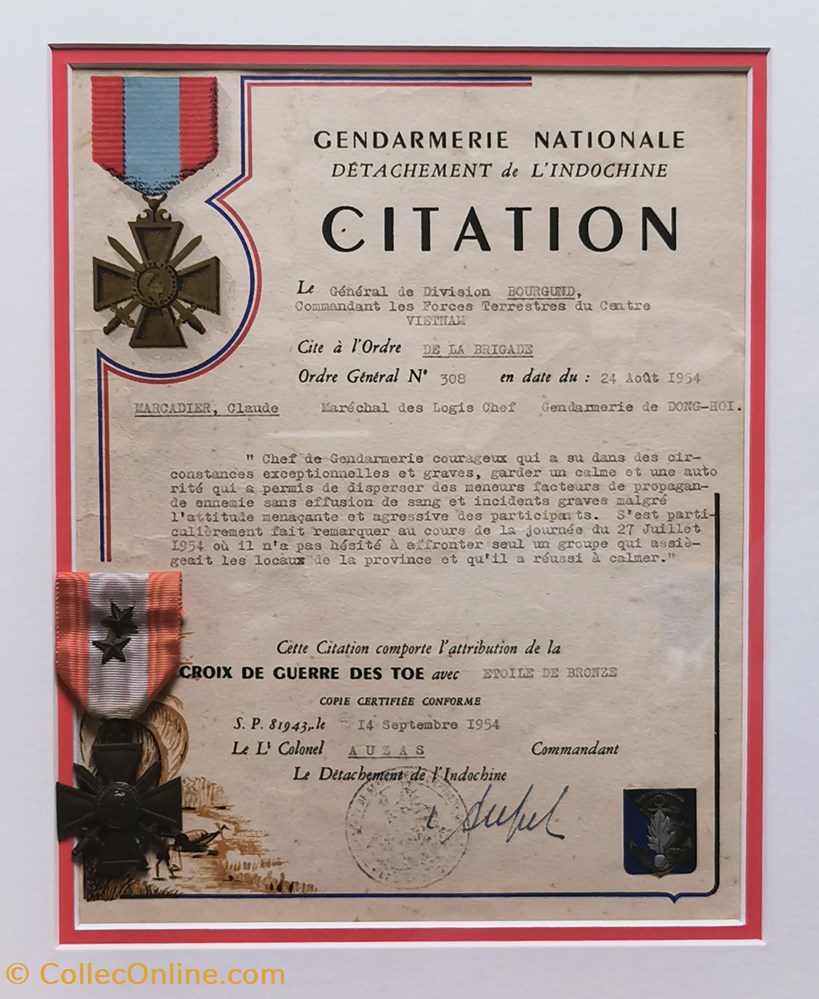 GENDARMERIE NATIONALE
DÉTACHEMENT de L'INDOCHINE
CITATION
Le Général de Division BOURGUND,
Commandant les Forces Terrestres du Centre
VIETNAM
Cite à l'Ordre DE LA BRIGADE
Ordre Général N° 308 en date du : 24 Août 1954
MARCADIER, Claude Maréchal des Logis Chef Gendarmerie de DONG-HOI.
" Chef de Gendarmerie courageux qui a su dans des cir-
constances exceptionnelles et graves, garder un calme et une auto
rité qui a permis de disperser des meneurs facteurs de propagan-
de ennemie sans effusion de sang et incidents graves malgré
l'attitude menaçante et agressive des participants. S'est parti-
culièrement fait remarquer au cours de la journée du 27 Juillet
1954 où il n'a pas hésité à affronter seul un groupe qui assiè-
geait les locaux de la province et qu'il a réussi à calmer."
Cette Citation comporte l'attribution de la
CROIX DE GUERRE DES TOE avec ETOILE DE BRONZE
COPIE CERTIFIÉE CONFORME
S. P. 81943, le 14 Septembre 1954
Le Lt Colonel AUZAS Commandant
Le Détachement de l'Indochine
© CollecOnline.com